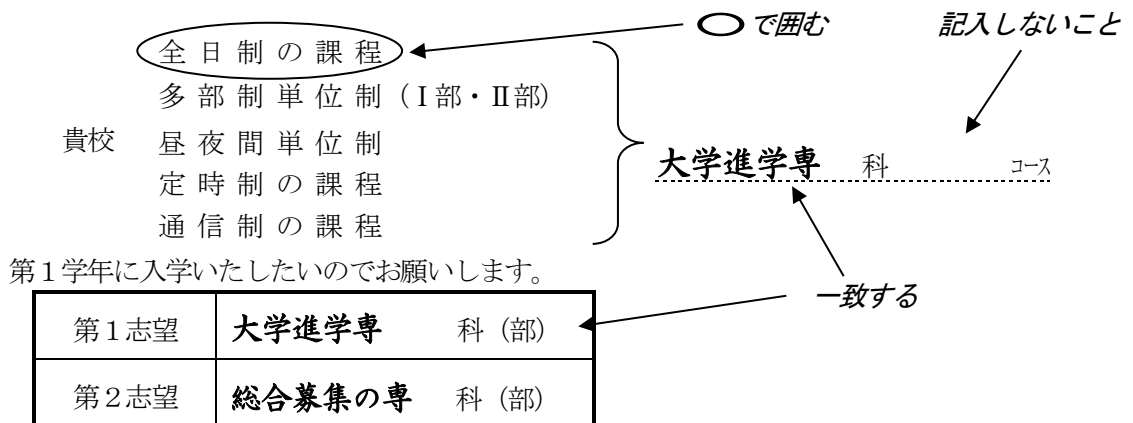 〇で囲む 記入しないこと
全日制の課程
多部制単位制(Ⅰ部・Ⅱ部)
貴校 昼夜間単位制
大学進学専 科 コース
定時制の課程
通信制の課程
第1学年に入学いたしたいのでお願いします。
一致する
第1志望 大学進学専 科(部)
第2志望 総合募集の専 科(部)